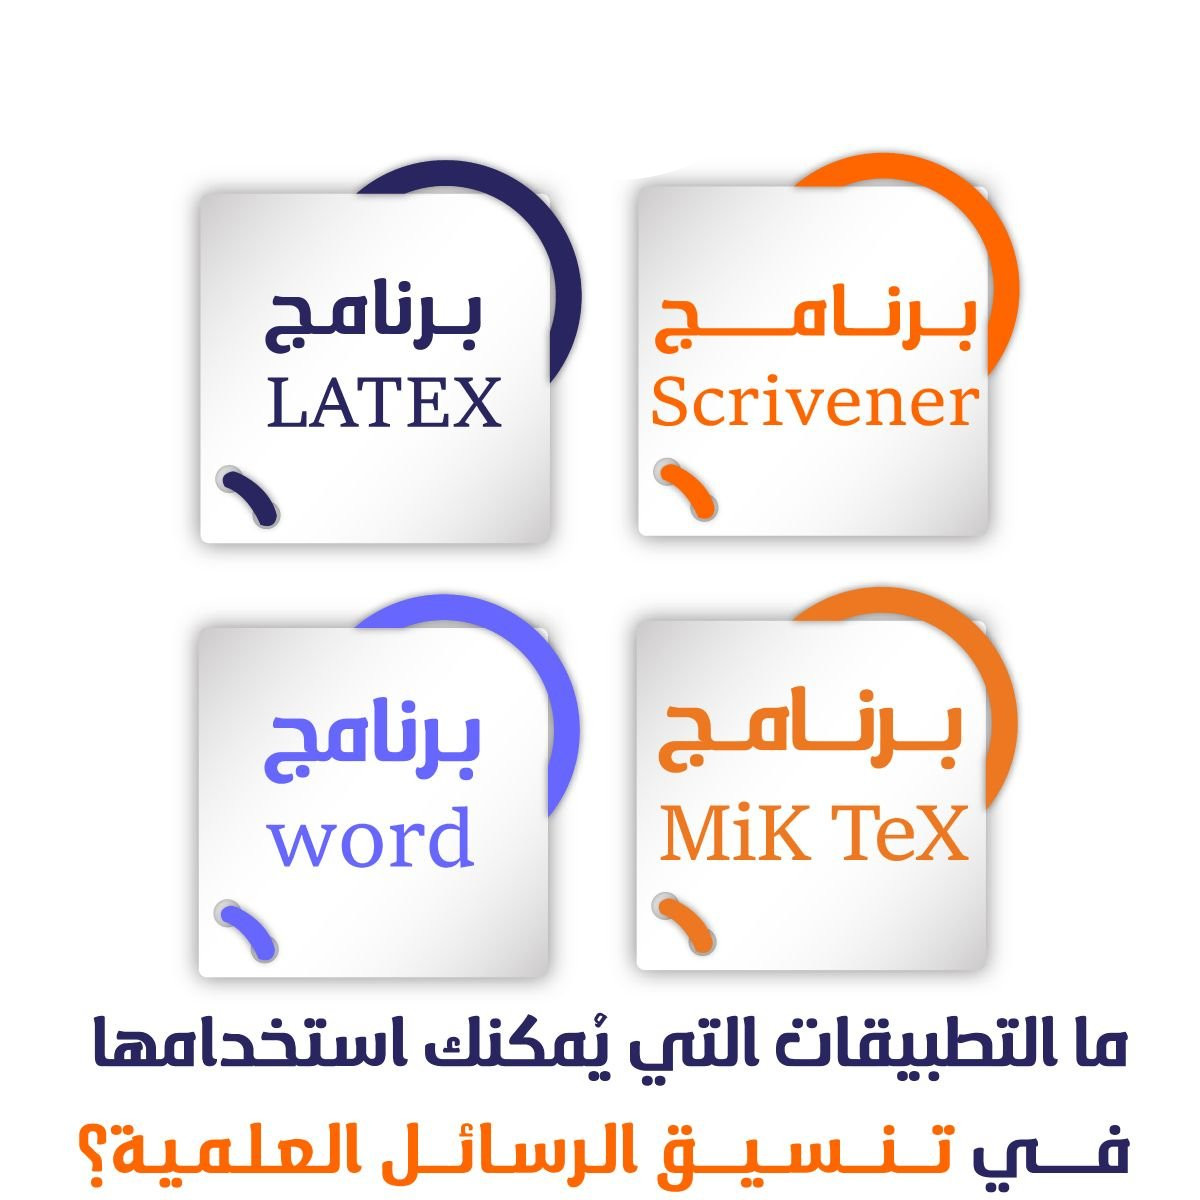 برنامج
Scrivener
برنامج
LATEX
برنامج
MiK TeX
برنامج
word
ما التطبيقات التي يُمكنك استخدامها
في تنسيق الرسائل العلمية؟